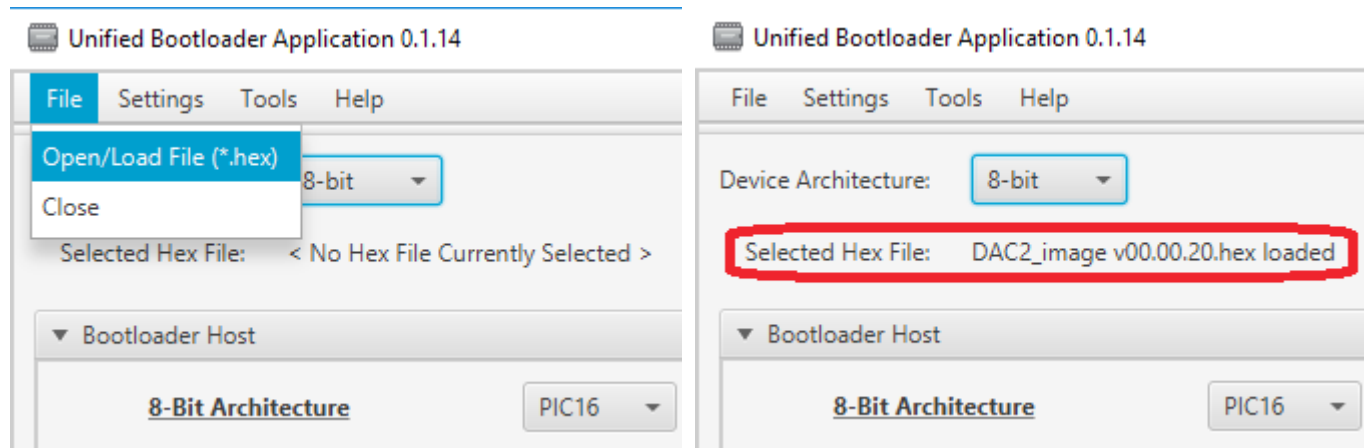 Unified Bootloader Application 0.1.14
File Settings Tools Help
Open/Load File (*.hex)
8-bit
Close
Selected Hex File: < No Hex File Currently Selected >
▼ Bootloader Host
8-Bit Architecture PIC16
Unified Bootloader Application 0.1.14
File Settings Tools Help
Device Architecture: 8-bit
Selected Hex File: DAC2_image v00.00.20.hex loaded
▼ Bootloader Host
8-Bit Architecture PIC16